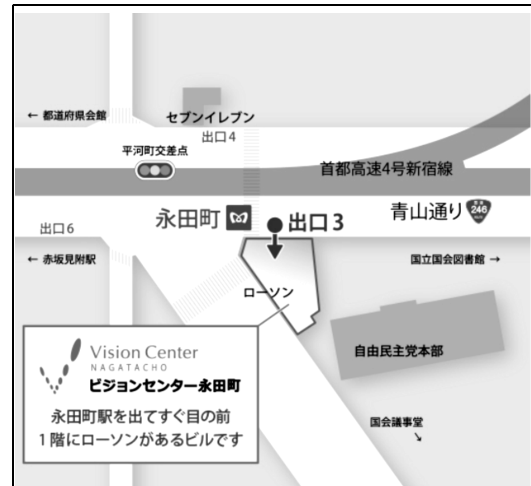 ← 都道府県会館
セブンイレブン
出口4
平河町交差点
首都高速4号新宿線
永田町
出口3
青山通り
246
出口6
← 赤坂見附駅
国立国会図書館 →
ローソン
自由民主党本部
Vision Center
NAGATACHO
ビジョンセンター永田町
永田町駅を出てすぐ目の前
1階にローソンがあるビルです
国会議事堂
↘